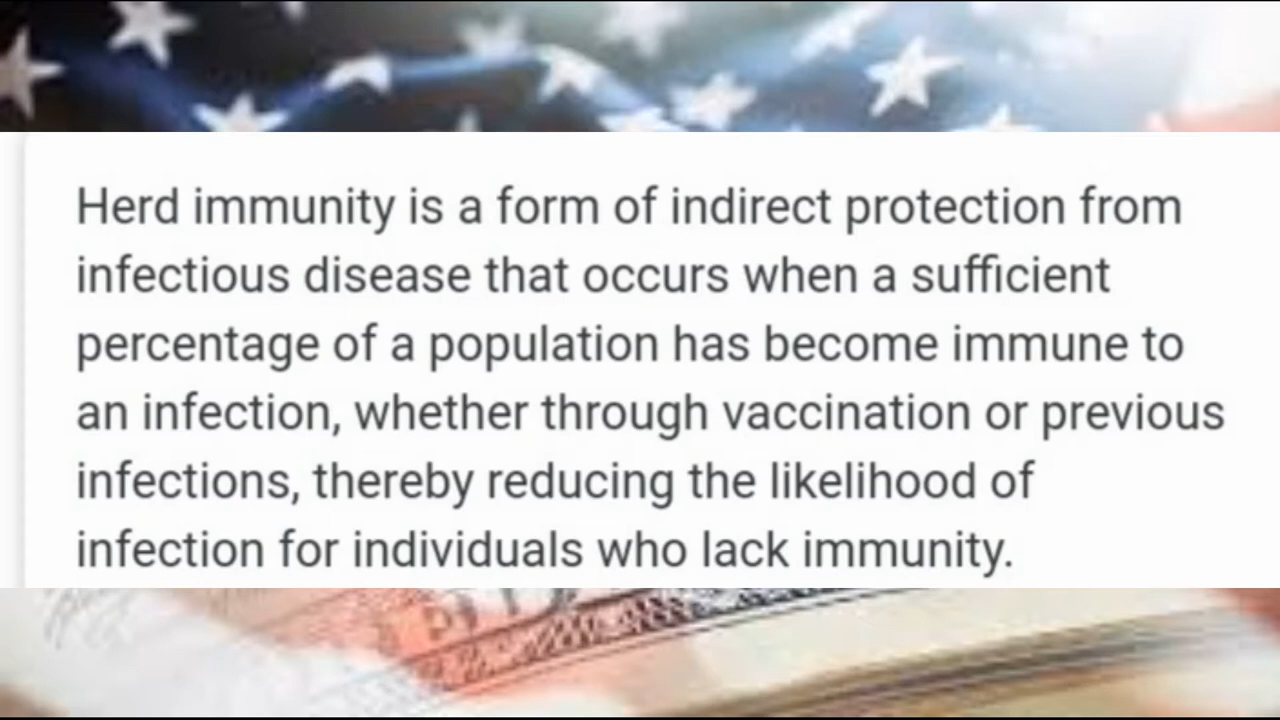 Herd immunity is a form of indirect protection from
infectious disease that occurs when a sufficient
percentage of a population has become immune to
an infection, whether through vaccination or previous
infections, thereby reducing the likelihood of
infection for individuals who lack immunity.